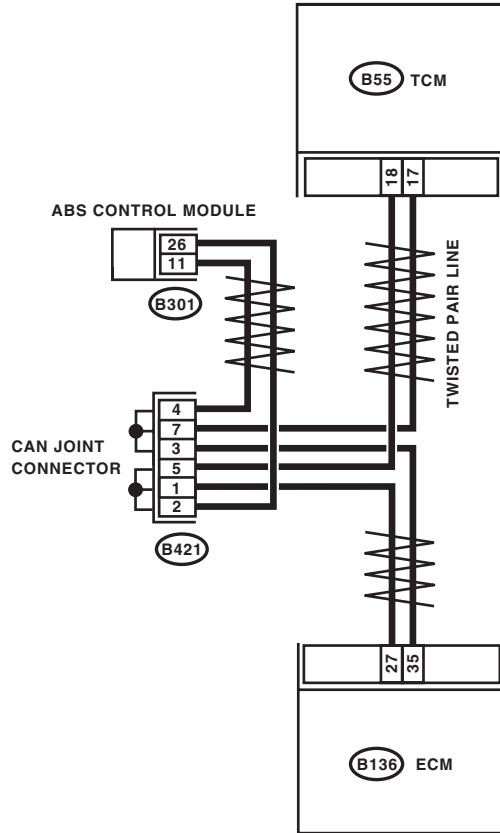 B55 TCM
18 17
ABS CONTROL MODULE
26
11
B301
TWISTED PAIR LINE
4
7
3
5
1
2
CAN JOINT
CONNECTOR
B421
27 35
B136 ECM